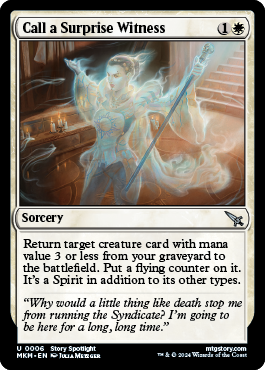 Call a Surprise Witness 1
Sorcery
Return target creature card with mana
value 3 or less from your graveyard to
the battlefield. Put a flying counter on it.
It's a Spirit in addition to its other types.
“Why would a little thing like death stop me
from running the Syndicate? I'm going to
be here for a long, long time.”
U 0006 Story Spotlight mtgstory.com
MKM • EN Julia Metzger ™ & © 2024 Wizards of the Coast